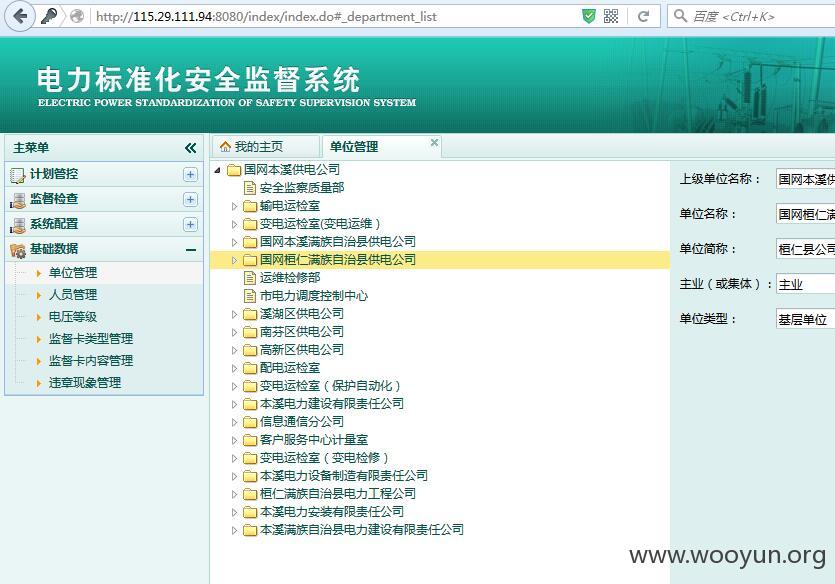 http://115.29.111.94:8080/index/index.do#_department_list
百度 <Ctrl+K>
电力标准化安全监督系统
ELECTRIC POWER STANDARDIZATION OF SAFETY SUPERVISION SYSTEM
主菜单
计划管控
监督检查
系统配置
基础数据
单位管理
人员管理
电压等级
监督卡类型管理
监督卡内容管理
违章现象管理
我的主页
单位管理
国网本溪供电公司
安全监察质量部
输电运检室
变电运检室(变电运维）
国网本溪满族自治县供电公司
国网桓仁满族自治县供电公司
运维检修部
市电力调度控制中心
溪湖区供电公司
南芬区供电公司
高新区供电公司
配电运检室
变电运检室（保护自动化）
本溪电力建设有限责任公司
信息通信分公司
客户服务中心计量室
变电运检室（变电检修）
本溪电力设备制造有限责任公司
桓仁满族自治县电力工程公司
本溪电力安装有限责任公司
本溪满族自治县电力建设有限责任公司
上级单位名称： 国网本溪供
单位名称： 国网桓仁满
单位简称： 桓仁县公司
主业（或集体）： 主业
单位类型： 基层单位
www.wooyun.org